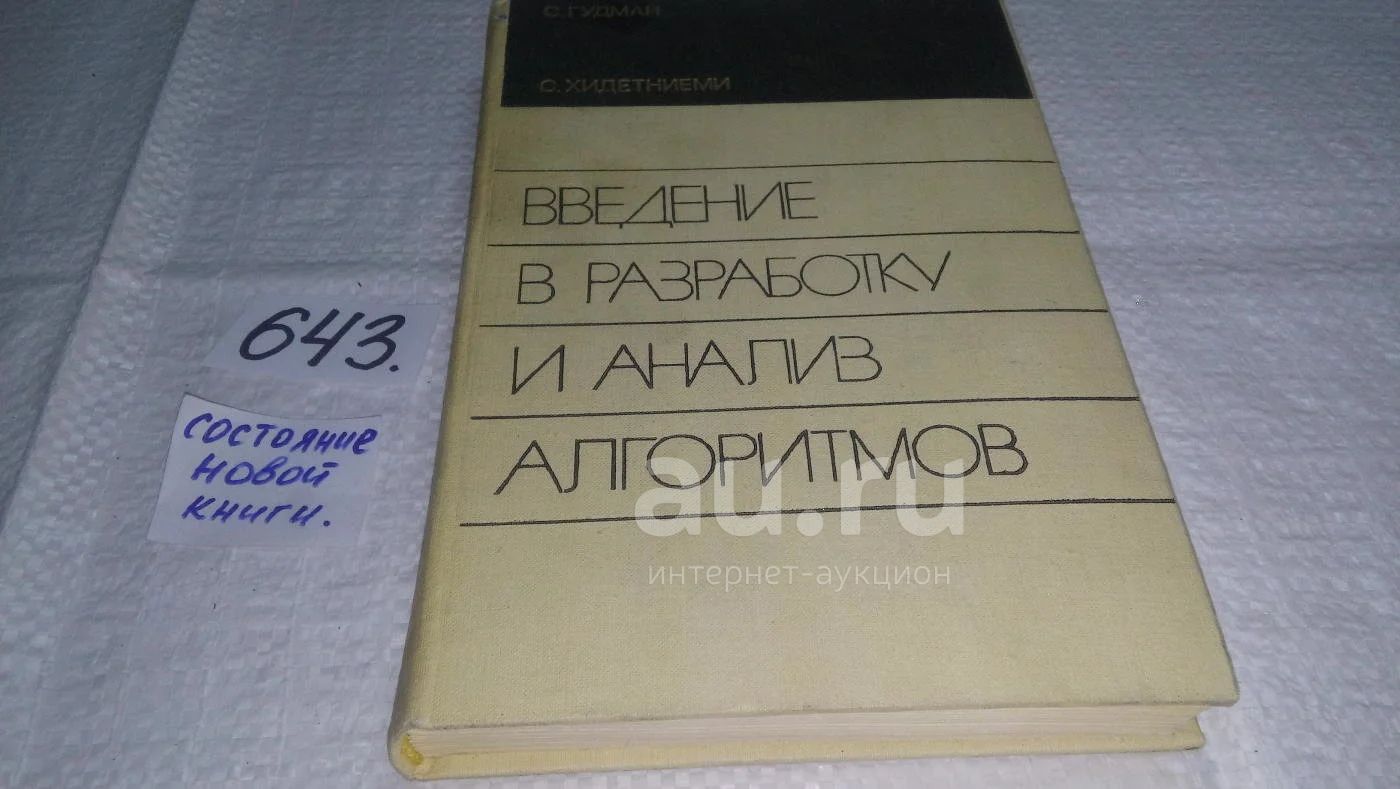 С. ГУДМАН
С. ХИДЕТНИЕМИ
ВВЕДЕНИЕ
В РАЗРАБОТКУ
И АНАЛИЗ
АЛГОРИТМОВ
643.
СОСТОЯНИЕ
НОВОЙ
КНИГИ.
au.ru
интернет-аукцион